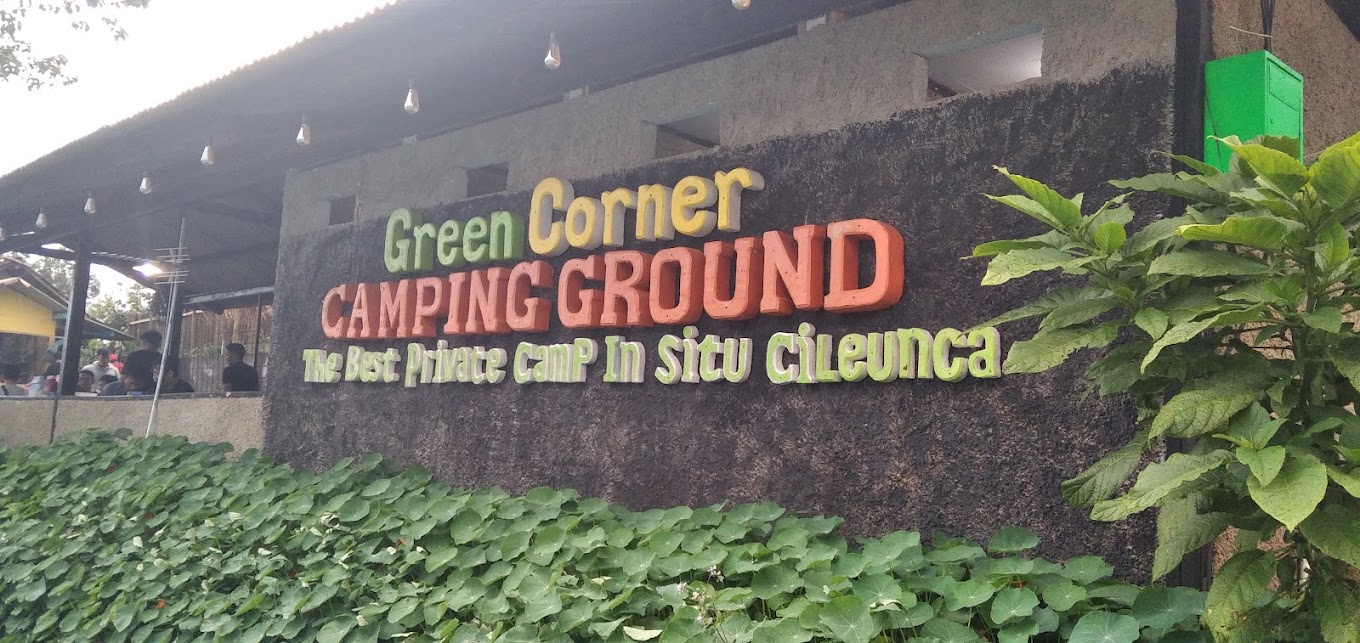 Green Corner
CAMPING GROUND
The Best Private Camp In Situ Cileunca